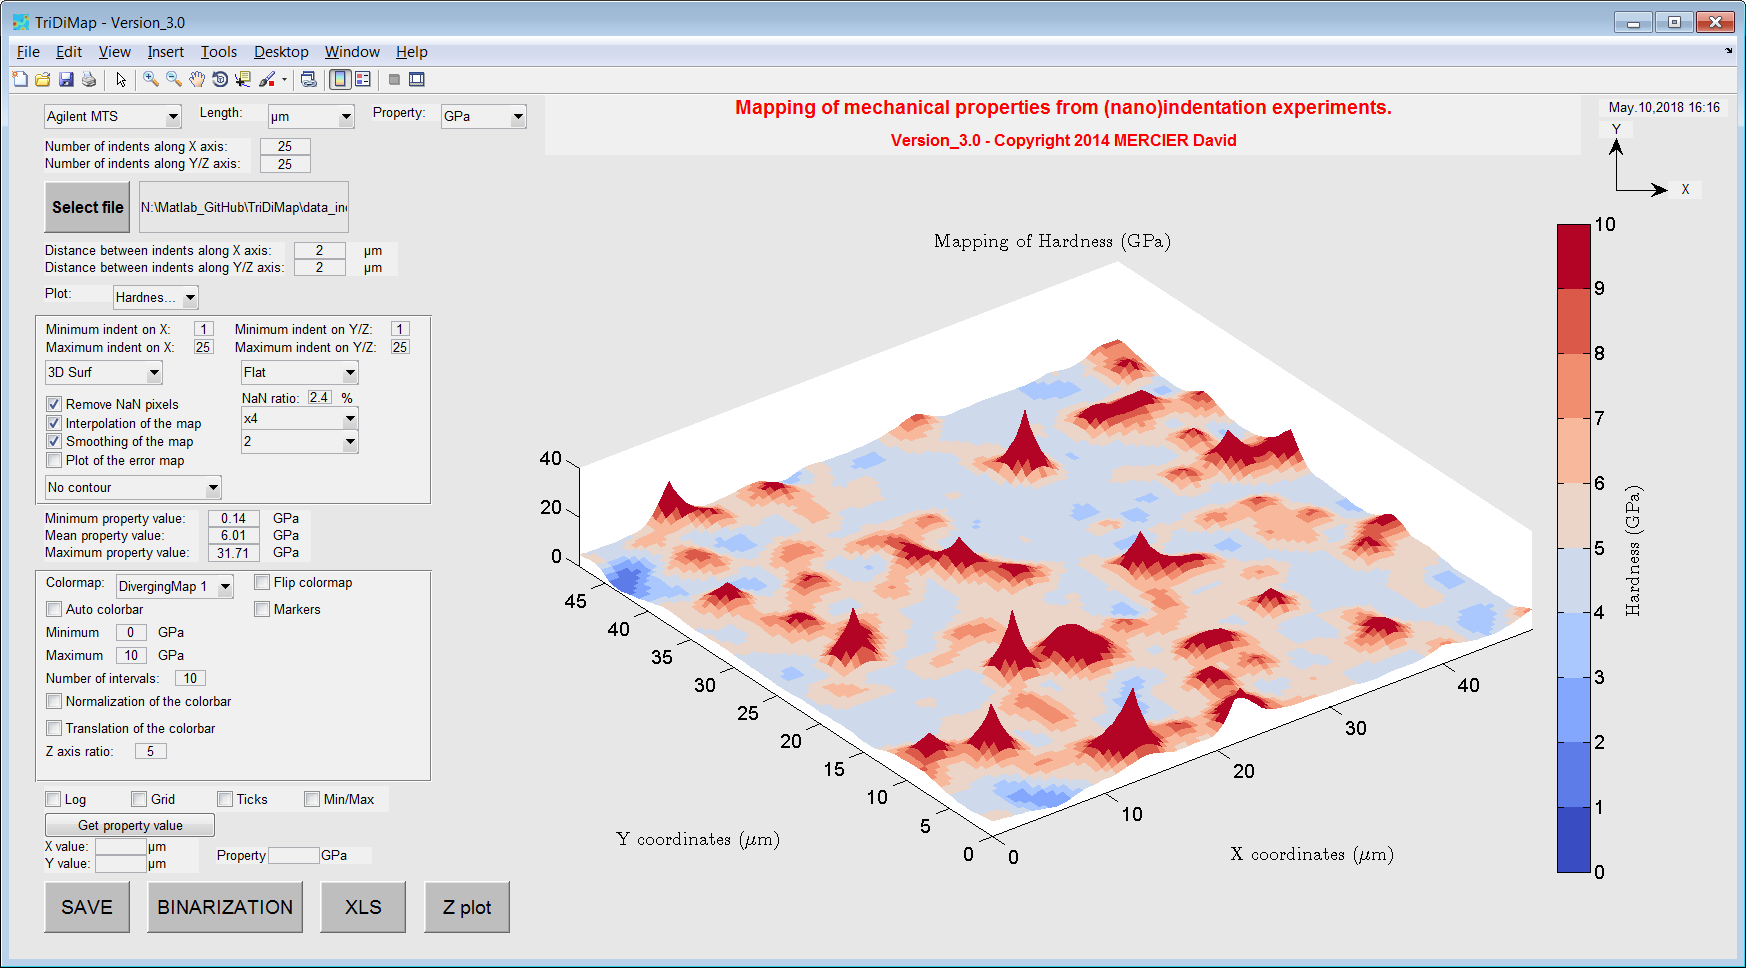 TriDiMap - Version_3.0
File Edit View Insert Tools Desktop Window Help
Agilent MTS Length: µm Property: GPa
Number of indents along X axis: 25
Number of indents along Y/Z axis: 25
Select file N:\Matlab_GitHub\TriDiMap\data_in
Distance between indents along X axis: 2 µm
Distance between indents along Y/Z axis: 2 µm
Plot: Hardnes...
Minimum indent on X: 1 Minimum indent on Y/Z: 1
Maximum indent on X: 25 Maximum indent on Y/Z: 25
3D Surf Flat
Remove NaN pixels NaN ratio: 2.4 %
Interpolation of the map x4
Smoothing of the map 2
Plot of the error map
No contour
Minimum property value: 0.14 GPa
Mean property value: 6.01 GPa
Maximum property value: 31.71 GPa
Colormap: DivergingMap 1 Flip colormap
Auto colorbar Markers
Minimum 0 GPa
Maximum 10 GPa
Number of intervals: 10
Normalization of the colorbar
Translation of the colorbar
Z axis ratio: 5
Log Grid Ticks Min/Max
Get property value
X value: µm
Y value: µm
Property GPa
SAVE BINARIZATION XLS Z plot
Mapping of mechanical properties from (nano)indentation experiments.
Version_3.0 - Copyright 2014 MERCIER David
May.10,2018 16:16
Y
X
Mapping of Hardness (GPa)
40
20
0
45
40
35
30
25
20
15
10
5
0
Y coordinates (µm)
0
10
20
30
40
X coordinates (µm)
10
9
8
7
6
5
4
3
2
1
0
Hardness (GPa)